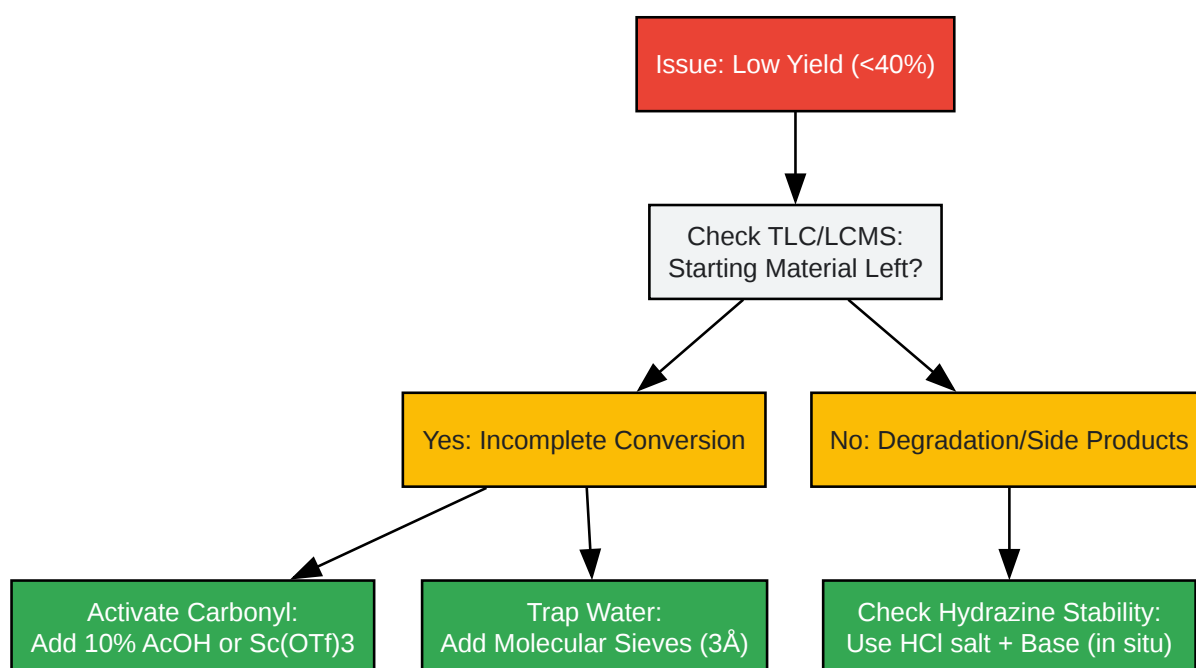 Issue: Low Yield (<40%)
Check TLC/LCMS:
Starting Material Left?
Yes: Incomplete Conversion
No: Degradation/Side Products
Activate Carbonyl:
Add 10% AcOH or Sc(OTf)3
Trap Water:
Add Molecular Sieves (3Å)
Check Hydrazine Stability:
Use HCl salt + Base (in situ)